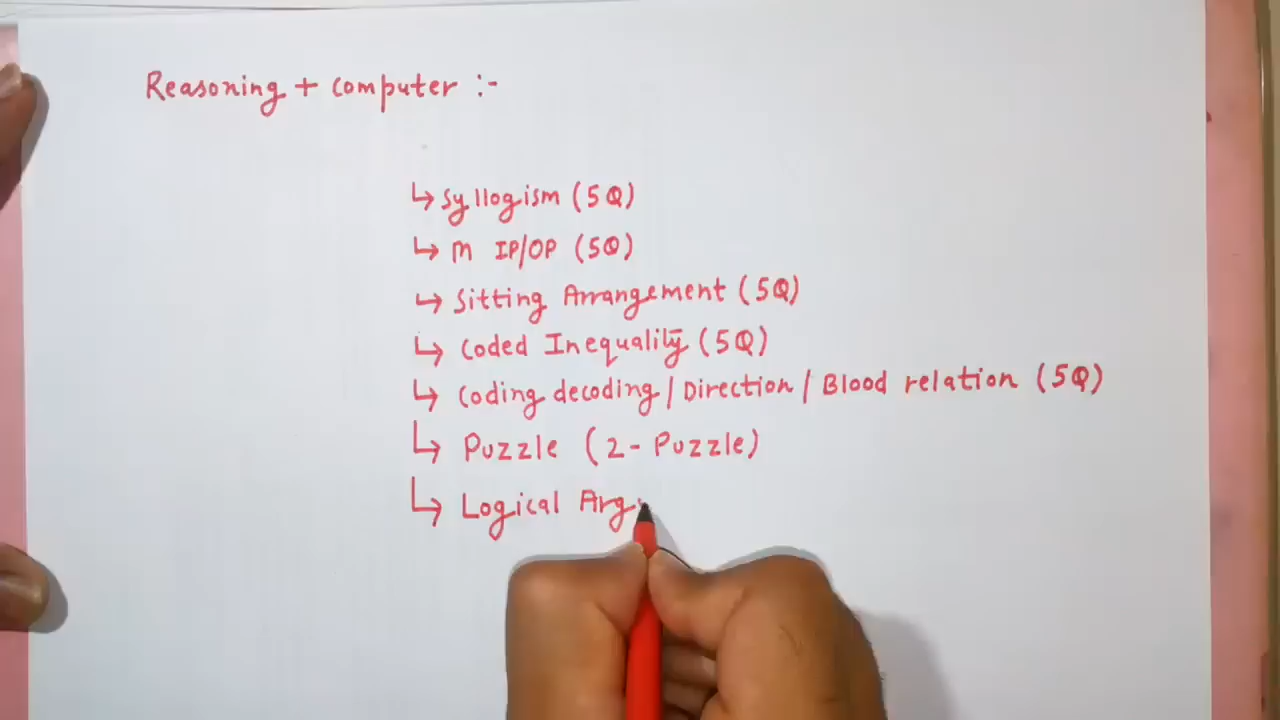 Reasoning + computer :-
↳ Syllogism (5Q)
↳ M IP/OP (5Q)
↳ Sitting Arrangement (5Q)
↳ Coded Inequality (5Q)
↳ Coding decoding / Direction / Blood relation (5Q)
↳ Puzzle (2 - Puzzle)
↳ Logical Arg